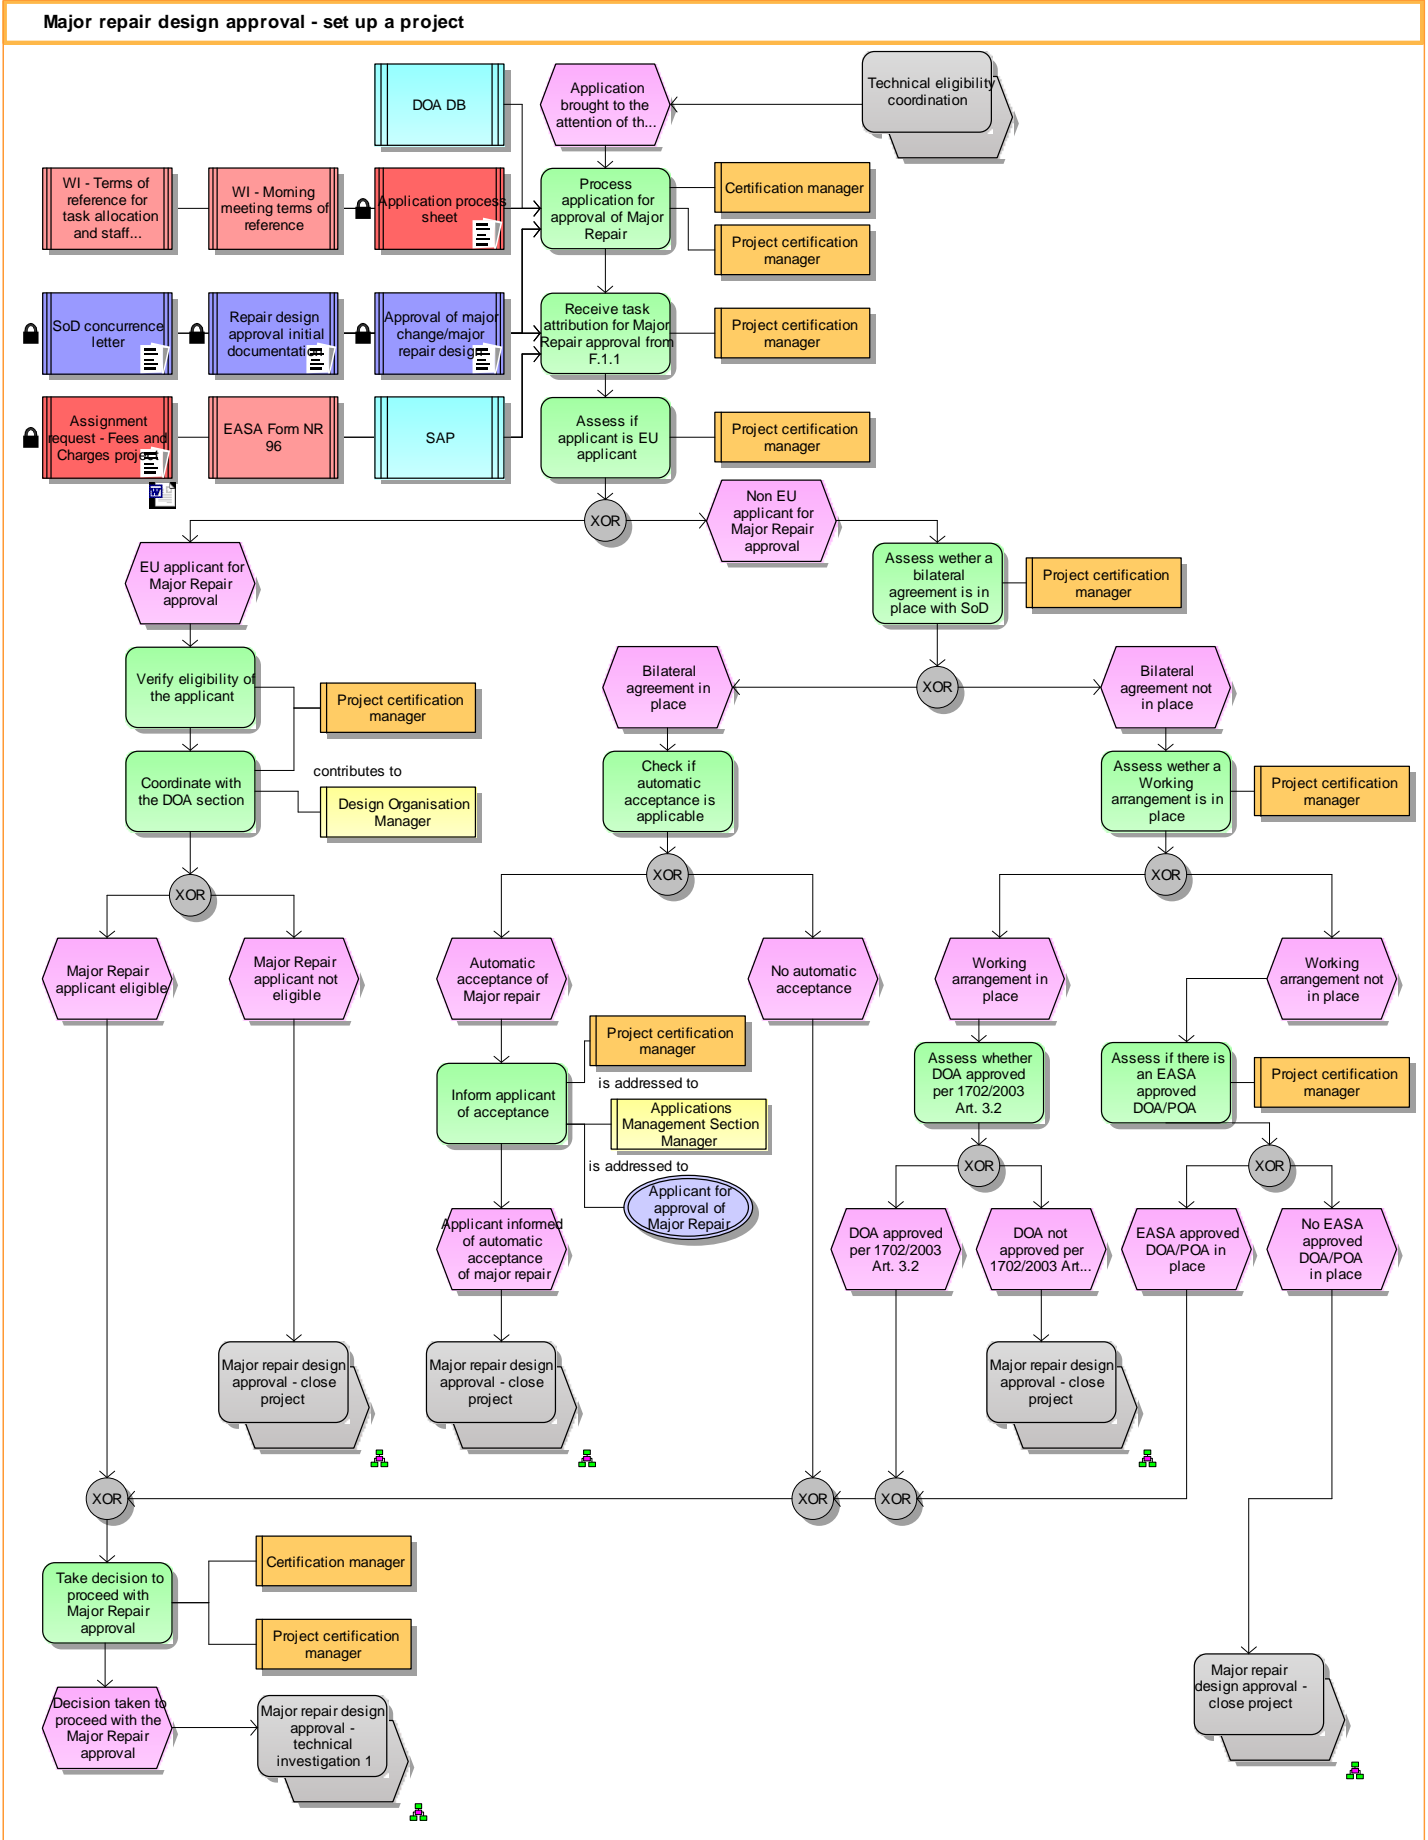 Major repair design approval - set up a project
DOA DB
Application
brought to the
attention of th...
Technical eligibility
coordination
WI - Terms of
reference for
task allocation
and staff...
WI - Morning
meeting terms of
reference
Application process
sheet
Process
application for
approval of Major
Repair
Certification manager
Project certification
manager
SoD concurrence
letter
Repair design
approval initial
documentation
Approval of major
change/major
repair design
Receive task
attribution for Major
Repair approval from
F.1.1
Project certification
manager
Assignment
request - Fees and
Charges project
EASA Form NR
96
SAP
Assess if
applicant is EU
applicant
Project certification
manager
XOR
Non EU
applicant for
Major Repair
approval
EU applicant for
Major Repair
approval
Assess wether a
bilateral
agreement is in
place with SoD
Project certification
manager
Verify eligibility of
the applicant
Project certification
manager
Bilateral
agreement in
place
XOR
Bilateral
agreement not
in place
Coordinate with
the DOA section
contributes to
Design Organisation
Manager
Check if
automatic
acceptance is
applicable
Assess wether a
Working
arrangement is in
place
Project certification
manager
XOR
XOR
XOR
Major Repair
applicant eligible
Major Repair
applicant not
eligible
Automatic
acceptance of
Major repair
No automatic
acceptance
Working
arrangement in
place
Working
arrangement not
in place
Project certification
manager
Inform applicant
of acceptance
is addressed to
Applications
Management Section
Manager
is addressed to
Applicant for
approval of
Major Repair
Assess whether
DOA approved
per 1702/2003
Art. 3.2
Assess if there is
an EASA
approved
DOA/POA
Project certification
manager
XOR
XOR
Applicant informed
of automatic
acceptance
of major repair
DOA approved
per 1702/2003
Art. 3.2
DOA not
approved per
1702/2003 Art...
EASA approved
DOA/POA in
place
No EASA
approved
DOA/POA
in place
Major repair design
approval - close
project
Major repair design
approval - close
project
Major repair design
approval - close
project
XOR
XOR
XOR
Take decision to
proceed with
Major Repair
approval
Certification manager
Project certification
manager
Decision taken to
proceed with the
Major Repair
approval
Major repair design
approval -
technical
investigation 1
Major repair
design approval -
close project